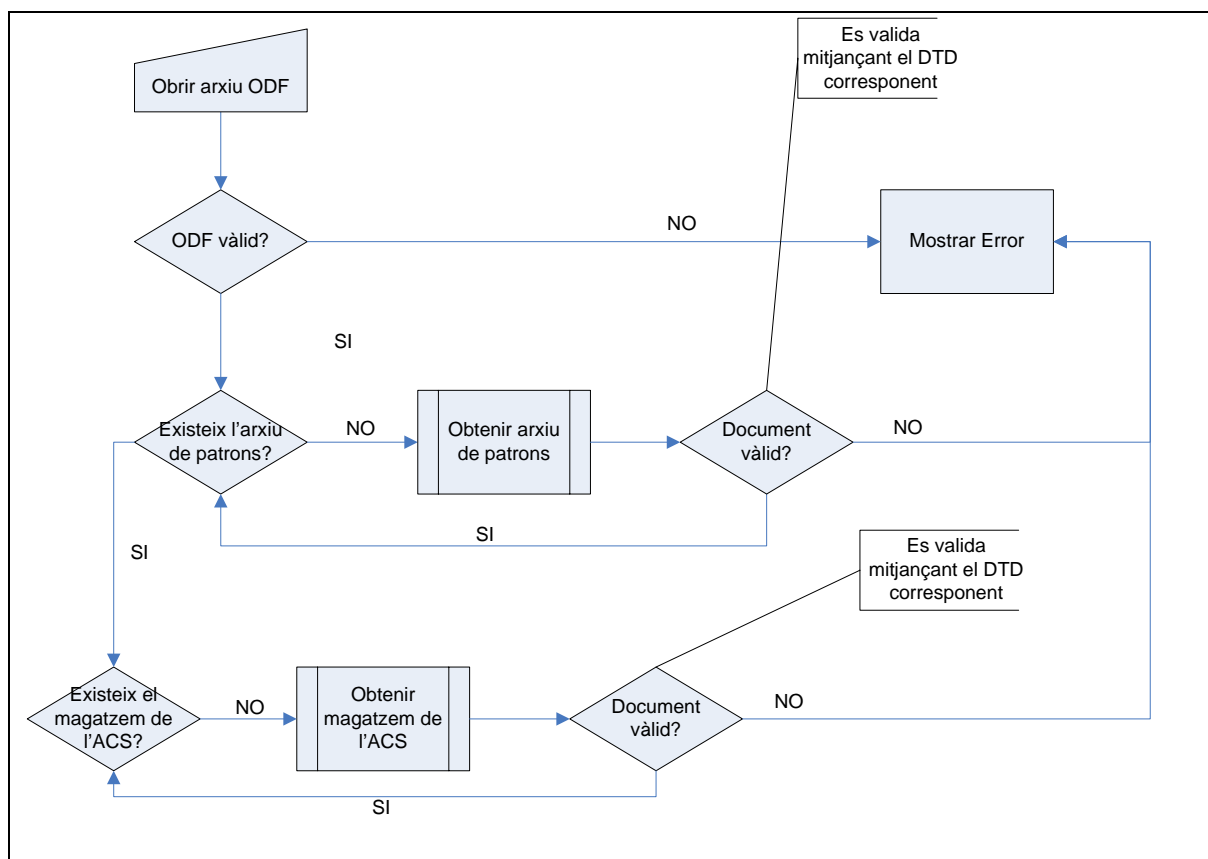 Es valida
mitjançant el DTD
corresponent
Obrir arxiu ODF
ODF vàlid?
NO
Mostrar Error
SI
Existeix l'arxiu
de patrons?
NO
Obtenir arxiu
de patrons
Document
vàlid?
NO
SI
SI
Es valida
mitjançant el DTD
corresponent
Existeix el
magatzem de
l'ACS?
NO
Obtenir
magatzem de
l'ACS
Document
vàlid?
NO
SI